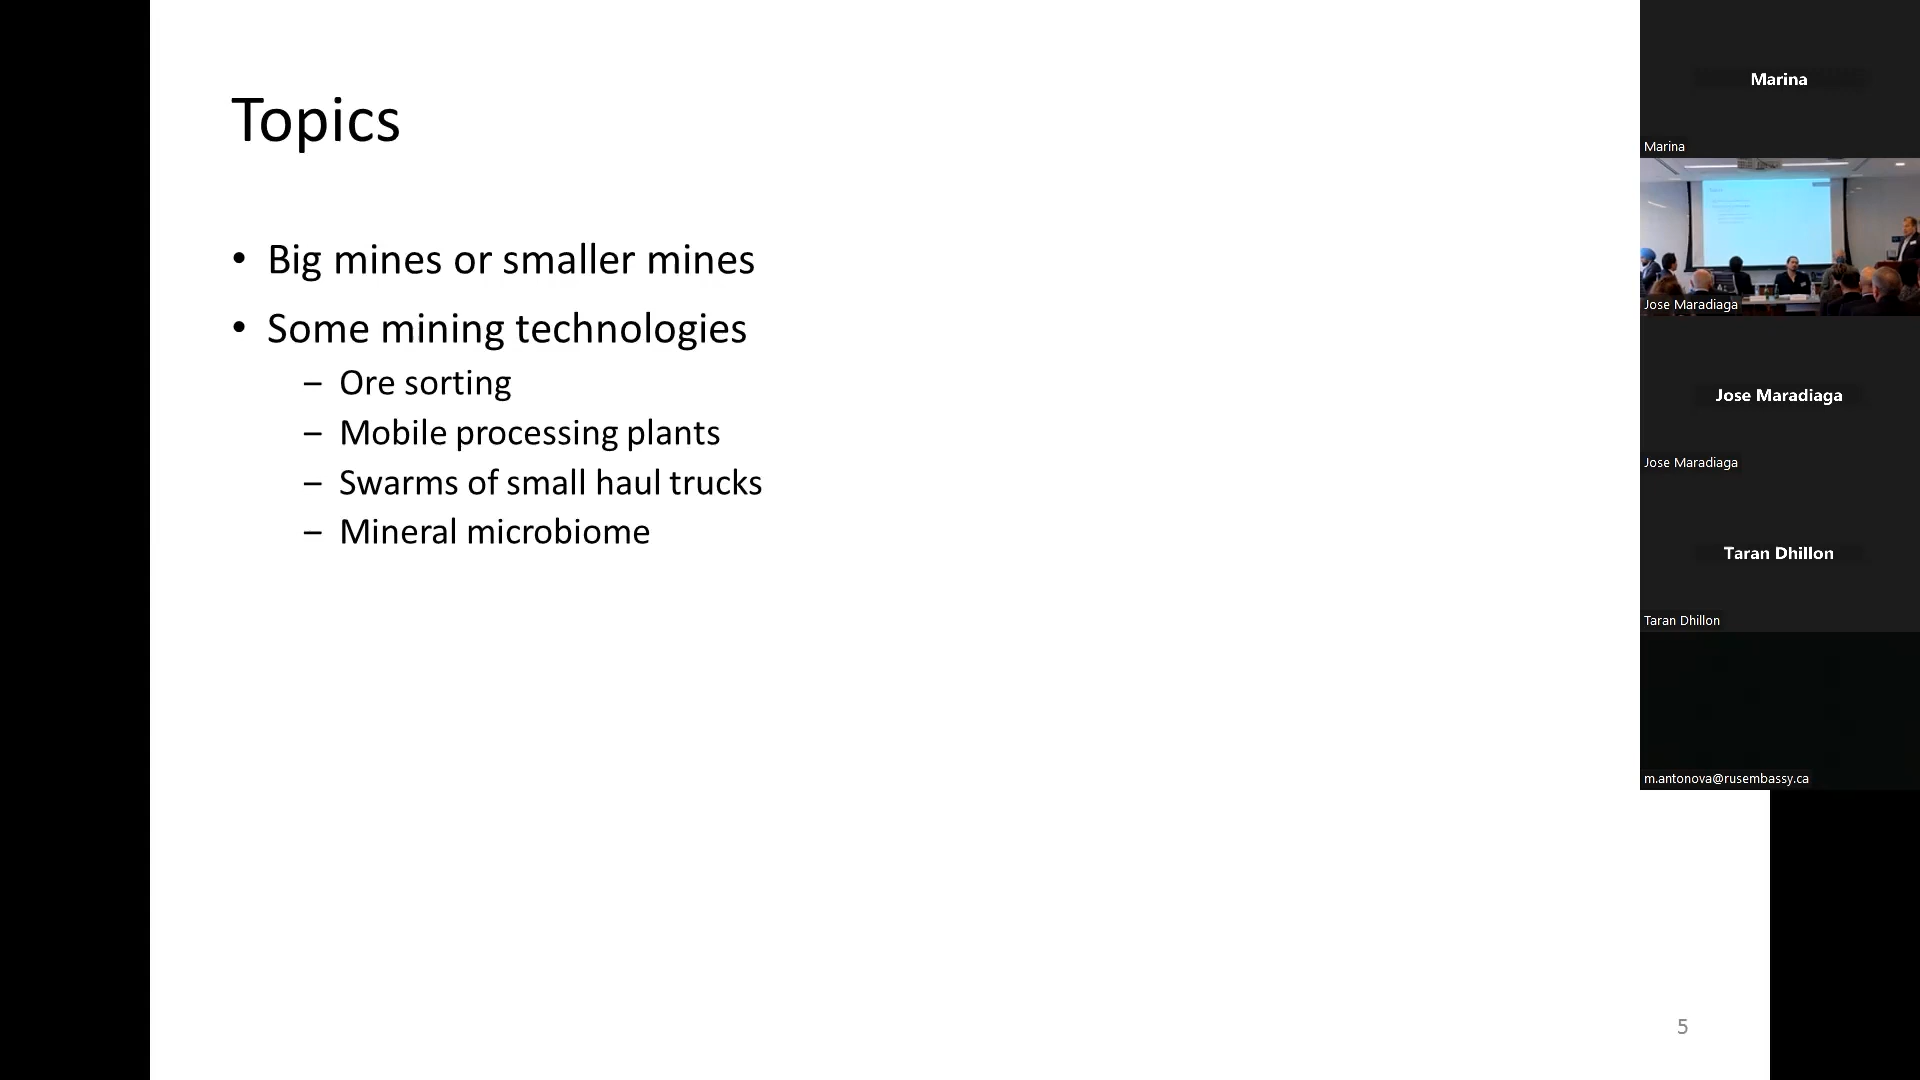 Topics
• Big mines or smaller mines
• Some mining technologies
– Ore sorting
– Mobile processing plants
– Swarms of small haul trucks
– Mineral microbiome
5
Marina
Marina
Jose Maradiaga
Jose Maradiaga
Jose Maradiaga
Taran Dhillon
Taran Dhillon
m.antonova@rusembassy.ca